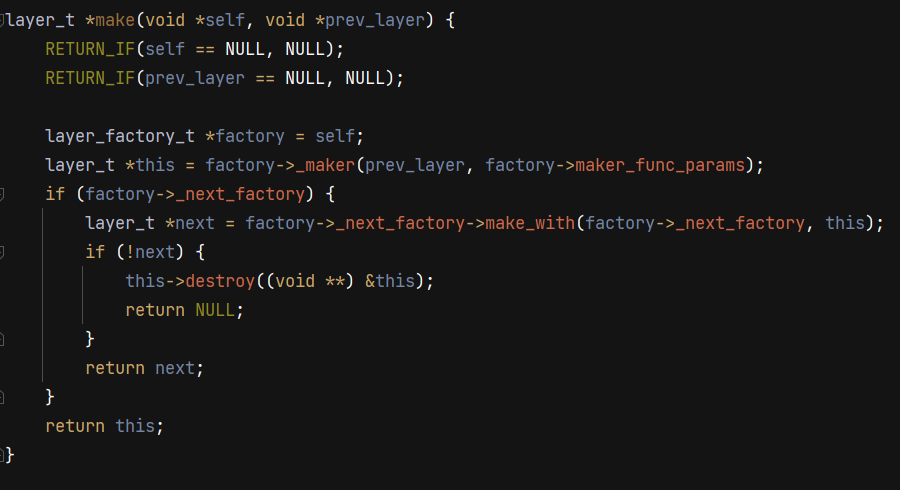 layer_t *make(void *self, void *prev_layer) {
    RETURN_IF(self == NULL, NULL);
    RETURN_IF(prev_layer == NULL, NULL);

    layer_factory_t *factory = self;
    layer_t *this = factory->_maker(prev_layer, factory->maker_func_params);
    if (factory->_next_factory) {
        layer_t *next = factory->_next_factory->make_with(factory->_next_factory, this);
        if (!next) {
            this->destroy((void **) &this);
            return NULL;
        }
        return next;
    }
    return this;
}